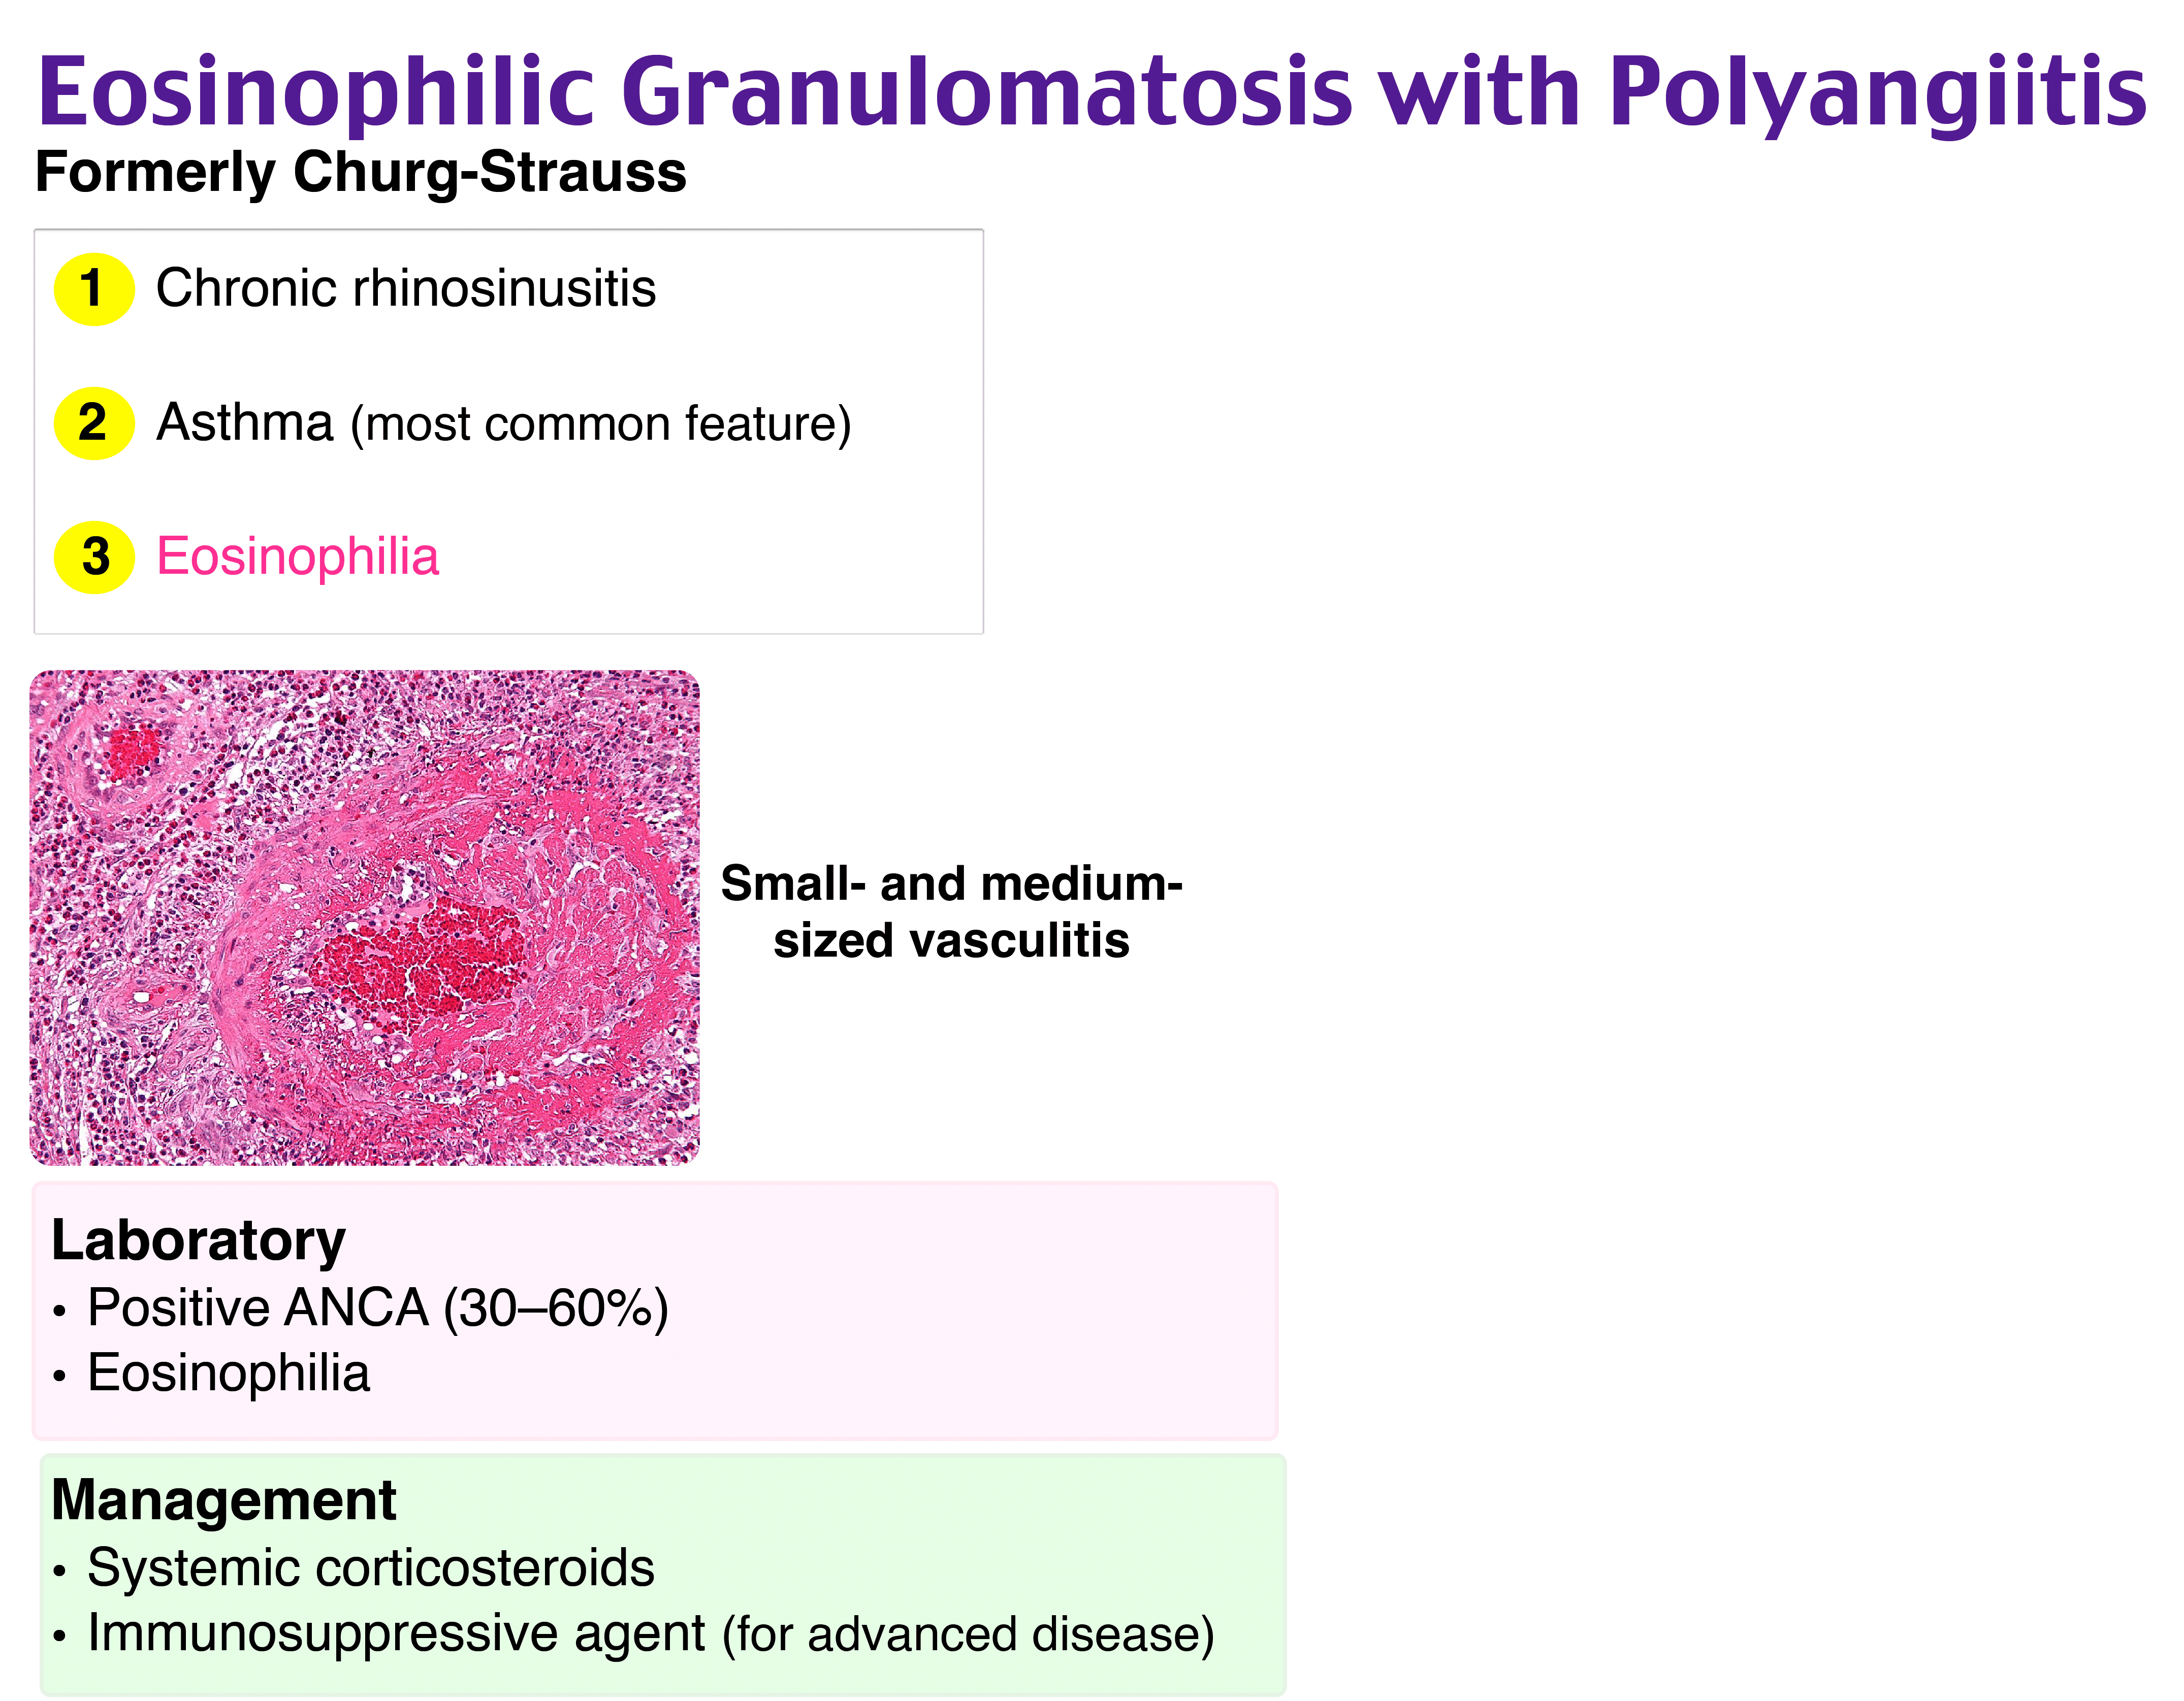 Eosinophilic Granulomatosis with Polyangiitis
Formerly Churg-Strauss
1 Chronic rhinosinusitis
2 Asthma (most common feature)
3 Eosinophilia
Small- and medium-
sized vasculitis
Laboratory
• Positive ANCA (30–60%)
• Eosinophilia
Management
• Systemic corticosteroids
• Immunosuppressive agent (for advanced disease)